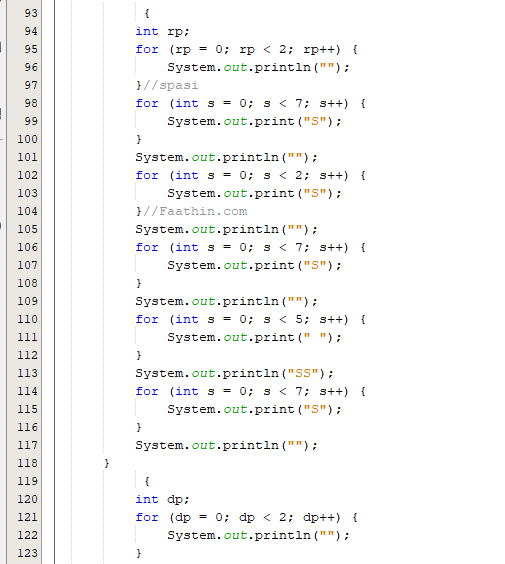 93 {
94 int rp;
95 for (rp = 0; rp < 2; rp++) {
96 System.out.println("");
97 }//spasi
98 for (int s = 0; s < 7; s++) {
99 System.out.print("S");
100 }
101 System.out.println("");
102 for (int s = 0; s < 2; s++) {
103 System.out.print("S");
104 }//Faathin.com
105 System.out.println("");
106 for (int s = 0; s < 7; s++) {
107 System.out.print("S");
108 }
109 System.out.println("");
110 for (int s = 0; s < 5; s++) {
111 System.out.print(" ");
112 }
113 System.out.println("SS");
114 for (int s = 0; s < 7; s++) {
115 System.out.print("S");
116 }
117 System.out.println("");
118 }
119 {
120 int dp;
121 for (dp = 0; dp < 2; dp++) {
122 System.out.println("");
123 }